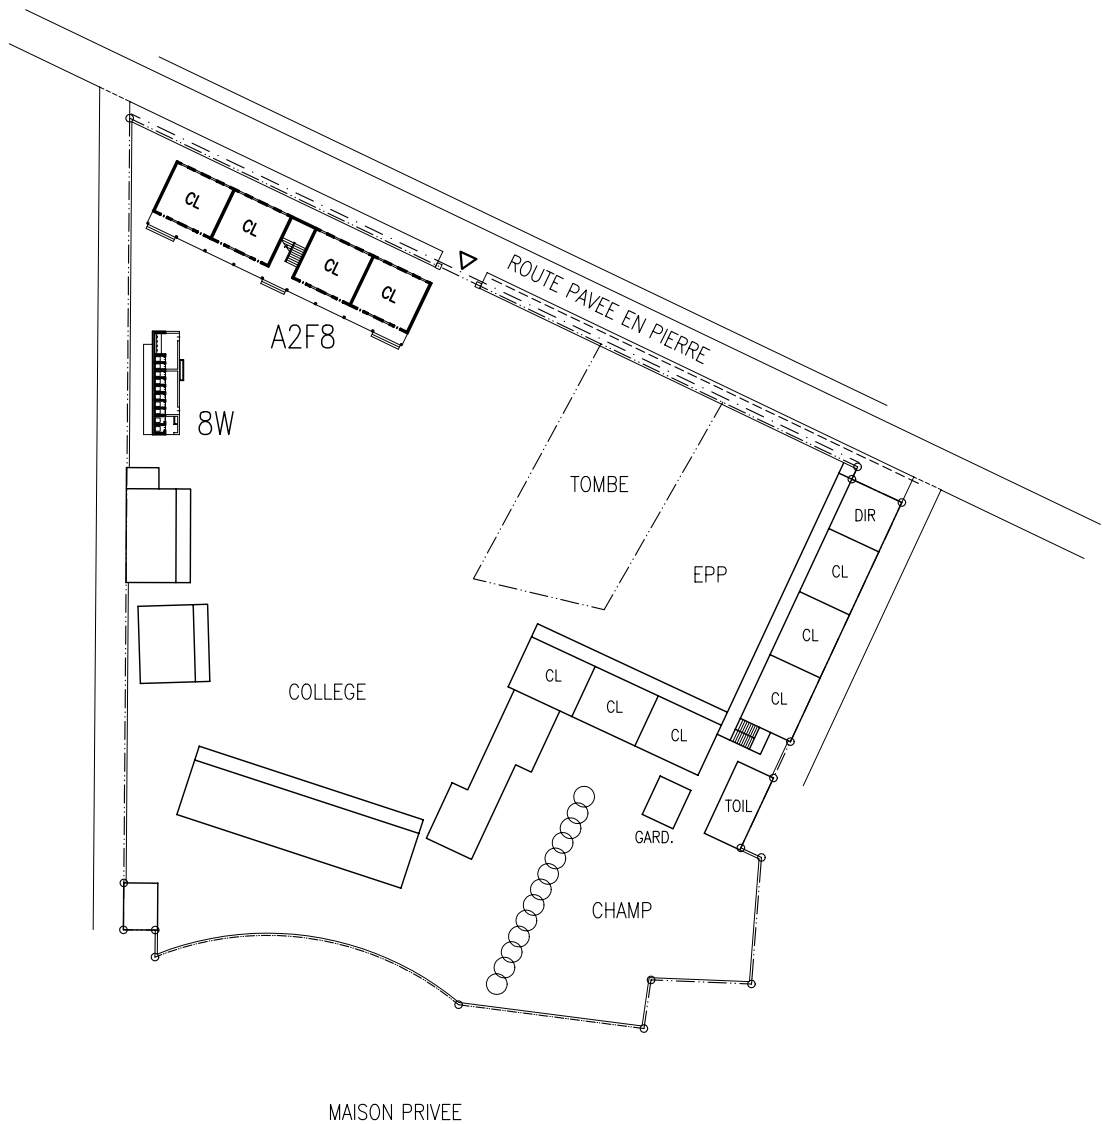 CL
CL
CL
CL
ROUTE PAVEE EN PIERRE
A2F8
8W
TOMBE
DIR
EPP
CL
CL
CL
COLLEGE
CL
CL
CL
TOIL
GARD.
CHAMP
MAISON PRIVEE